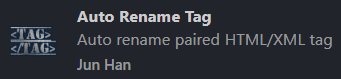 <TAG>
</TAG>
Auto Rename Tag
Auto rename paired HTML/XML tag
Jun Han